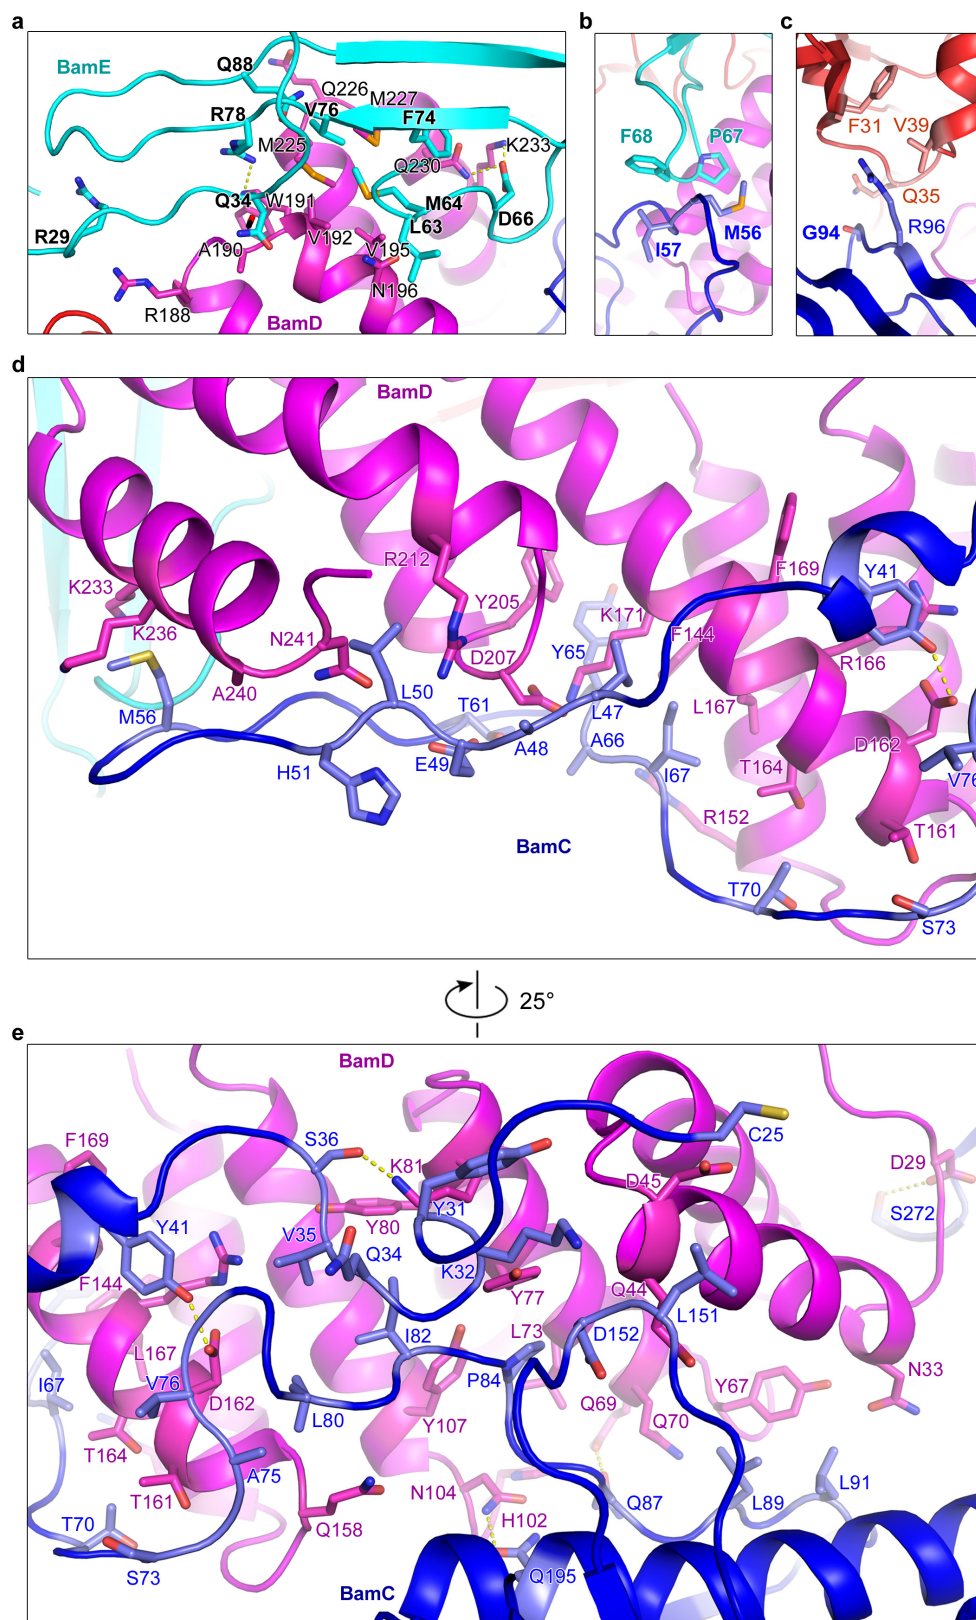 a
BamE
Q88
Q226
M227
R78
V76
F74
M225
Q230
K233
Q34
W191
M64
D66
R29
L63
A190
V192
V195
N196
R188
BamD
b
F68
P67
M56
I57
c
F31
V39
Q35
G94
R96
d
BamD
R212
F169
Y41
K233
K236
Y205
K171
N241
F144
D207
Y65
R166
A240
L50
M56
T61
L47
L167
A48
A66
D162
H51
E49
I67
T164
V76
R152
T161
BamC
T70
S73
25°
e
BamD
C25
S36
F169
K81
D45
D29
Y41
Y31
S272
V35
Y80
Q34
K32
F144
Y77
Q44
I82
L151
L73
D152
L167
P84
N33
I67
V76
D162
Y67
L80
Q69
Q70
Y107
T164
A75
L91
T161
N104
Q87
L89
T70
Q158
H102
S73
Q195
BamC